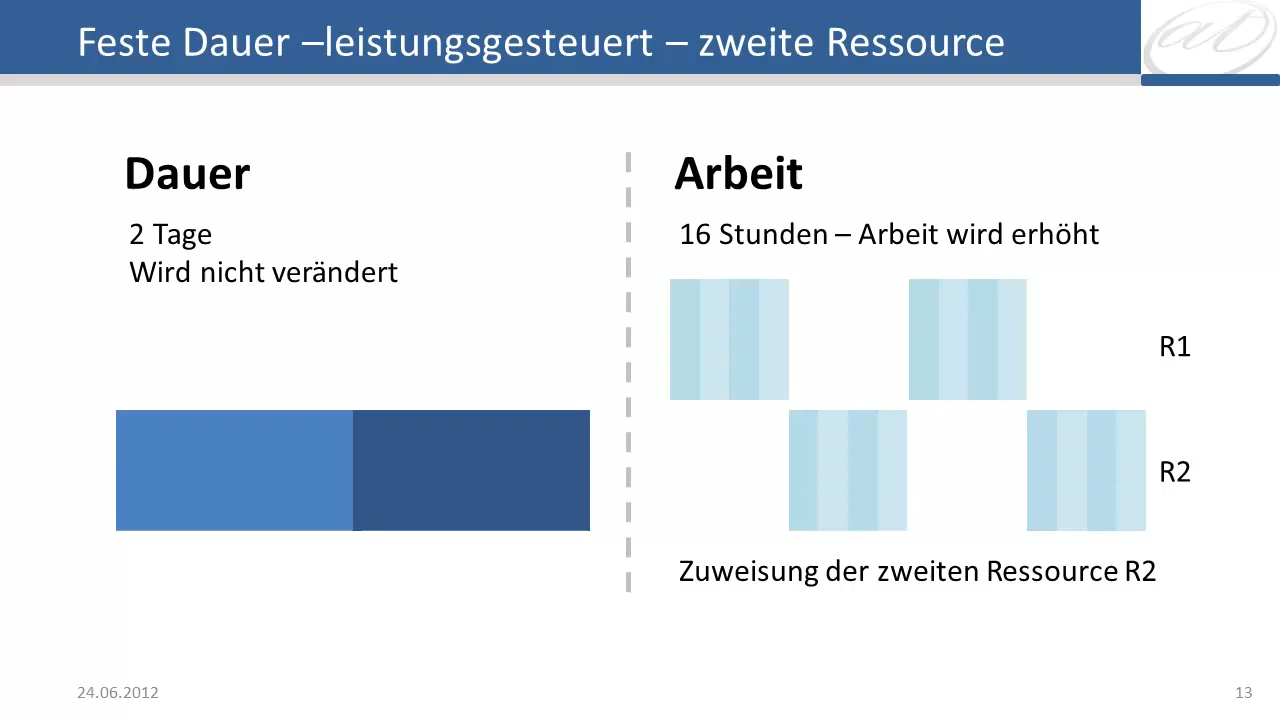 Feste Dauer –leistungsgesteuert – zweite Ressource
at
Dauer
2 Tage
Wird nicht verändert
Arbeit
16 Stunden – Arbeit wird erhöht
R1
R2
Zuweisung der zweiten Ressource R2
24.06.2012
13